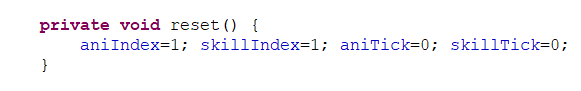 private void reset() {
aniIndex=1; skillIndex=1; aniTick=0; skillTick=0;
}